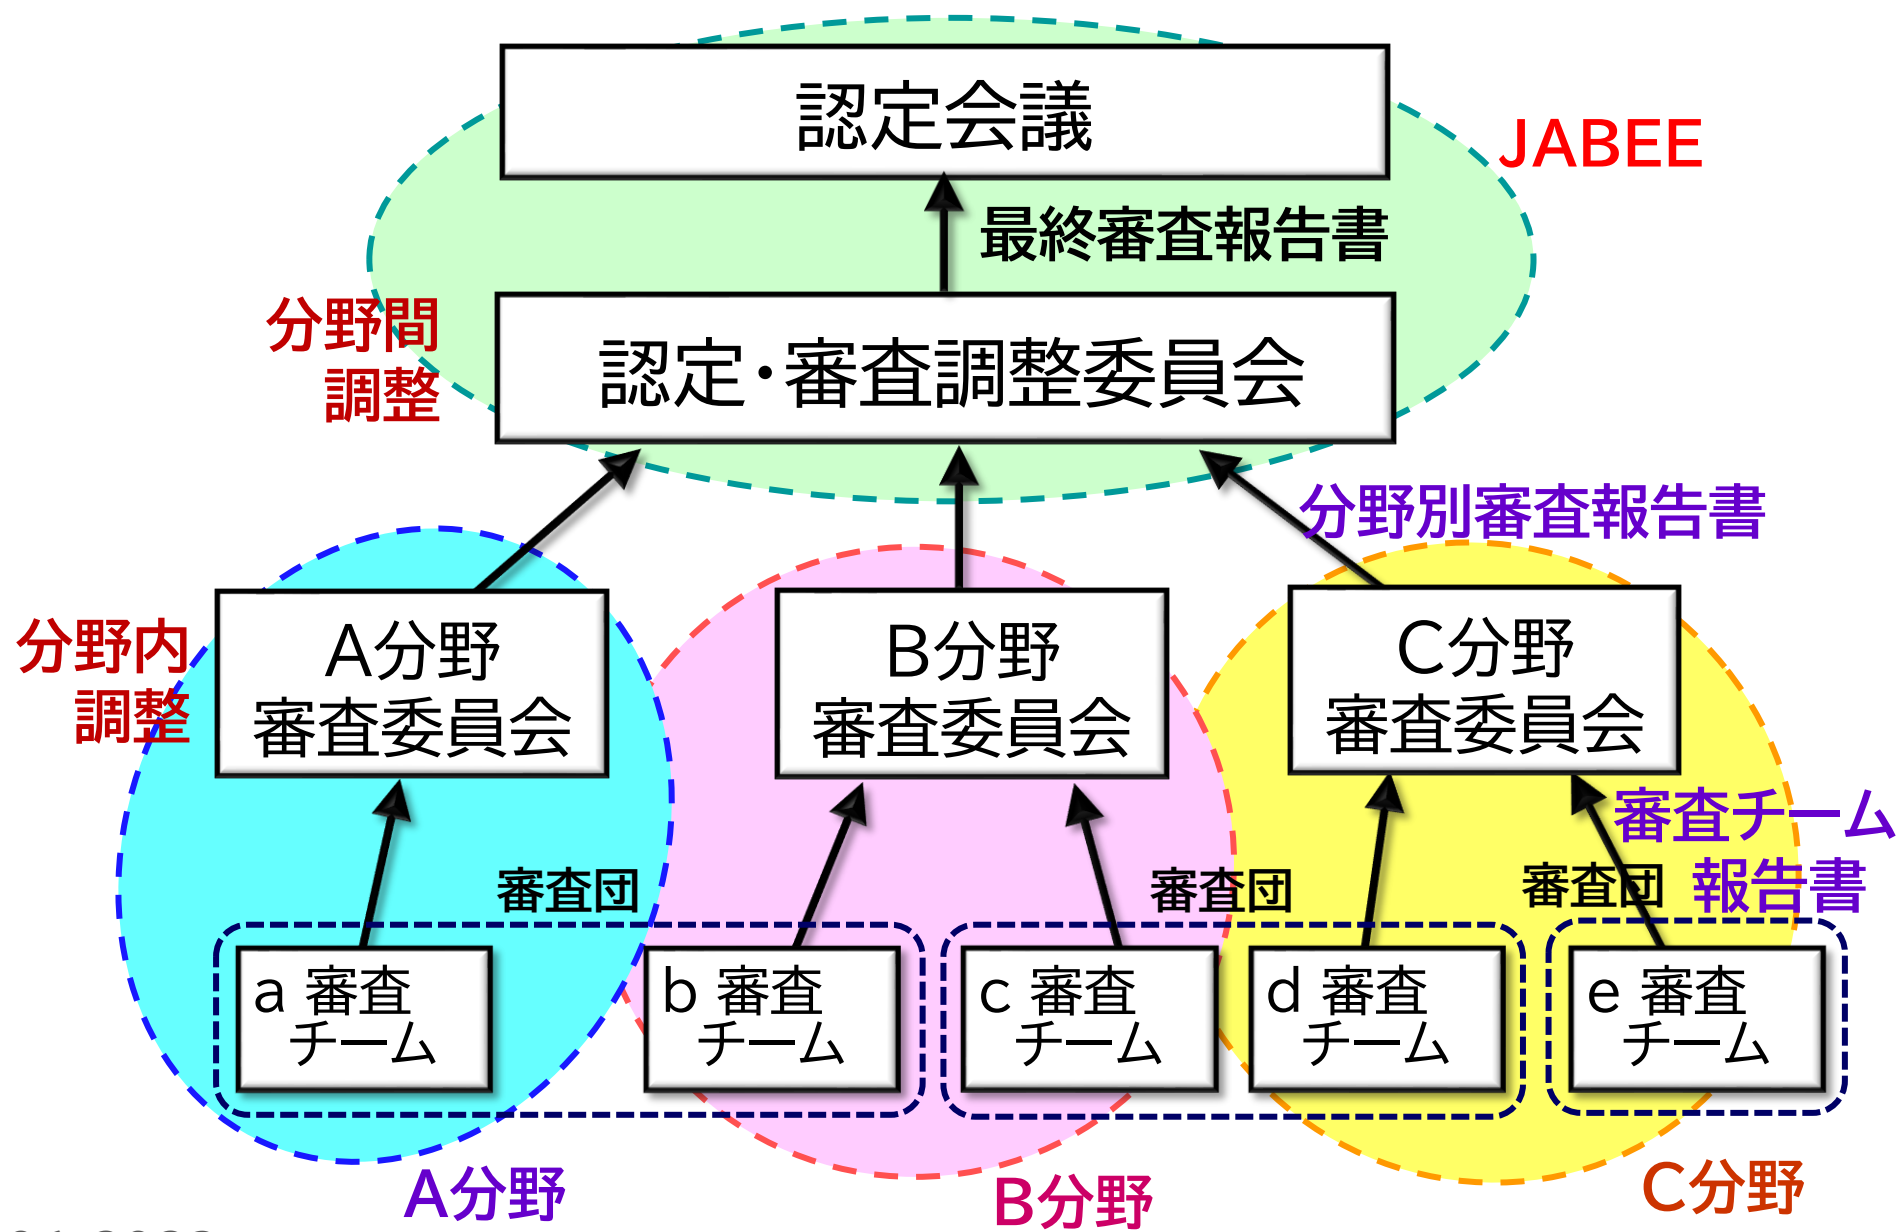 認定会議
JABEE
最終審査報告書
分野間
調整
認定・審査調整委員会
分野別審査報告書
分野内
調整
A分野
審査委員会
B分野
審査委員会
C分野
審査委員会
審査チーム
報告書
審査団
審査団
審査団
a 審査
チーム
b 審査
チーム
c 審査
チーム
d 審査
チーム
e 審査
チーム
A分野
B分野
C分野